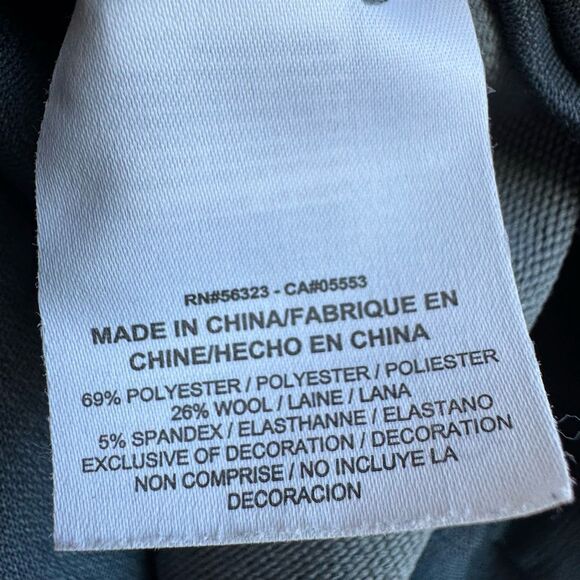 RN#56323 - CA#05553
MADE IN CHINA/FABRIQUE EN
CHINE/HECHO EN CHINA
69% POLYESTER / POLYESTER / POLIESTER
26% WOOL / LAINE / LANA
5% SPANDEX / ELASTHANNE / ELASTANO
EXCLUSIVE OF DECORATION / DECORATION
NON COMPRISE / NO INCLUYE LA
DECORACION